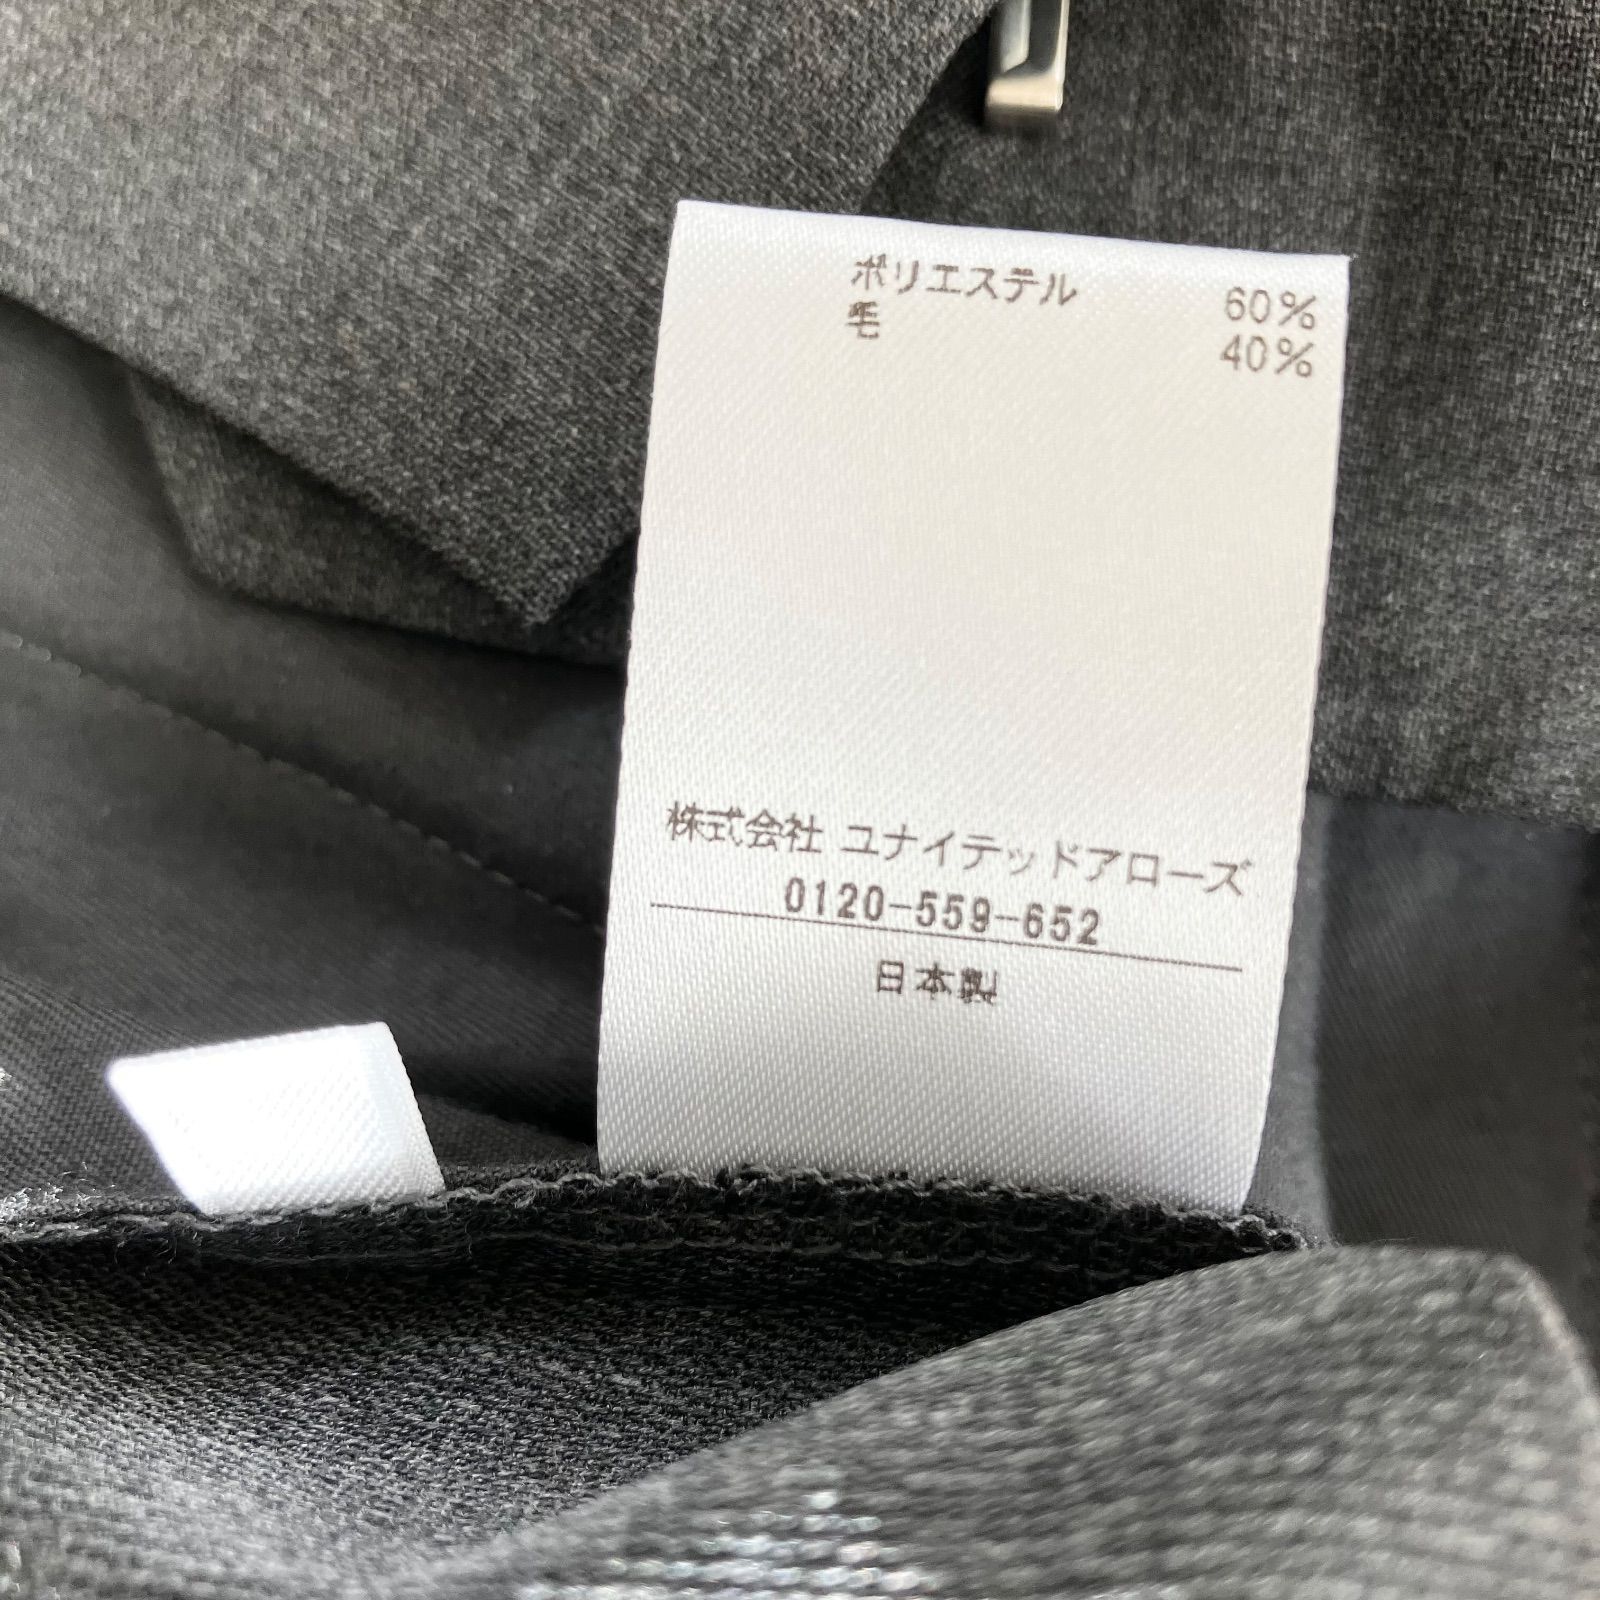 ポリエステル 60%
毛 40%
株式会社 ユナイテッドアローズ
0120-559-652
日本製